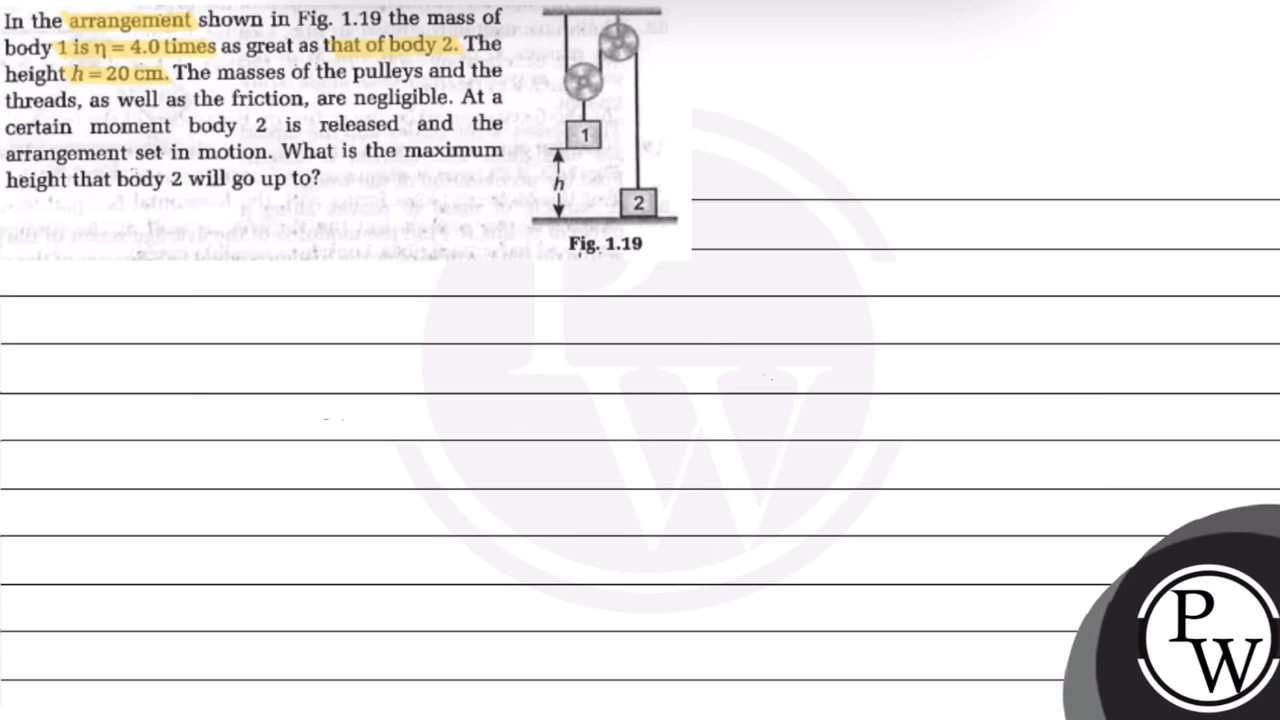 In the arrangement shown in Fig. 1.19 the mass of
body 1 is η = 4.0 times as great as that of body 2. The
height h = 20 cm. The masses of the pulleys and the
threads, as well as the friction, are negligible. At a
certain moment body 2 is released and the
arrangement set in motion. What is the maximum
height that body 2 will go up to?
1
h
2
Fig. 1.19
P
W
P
W